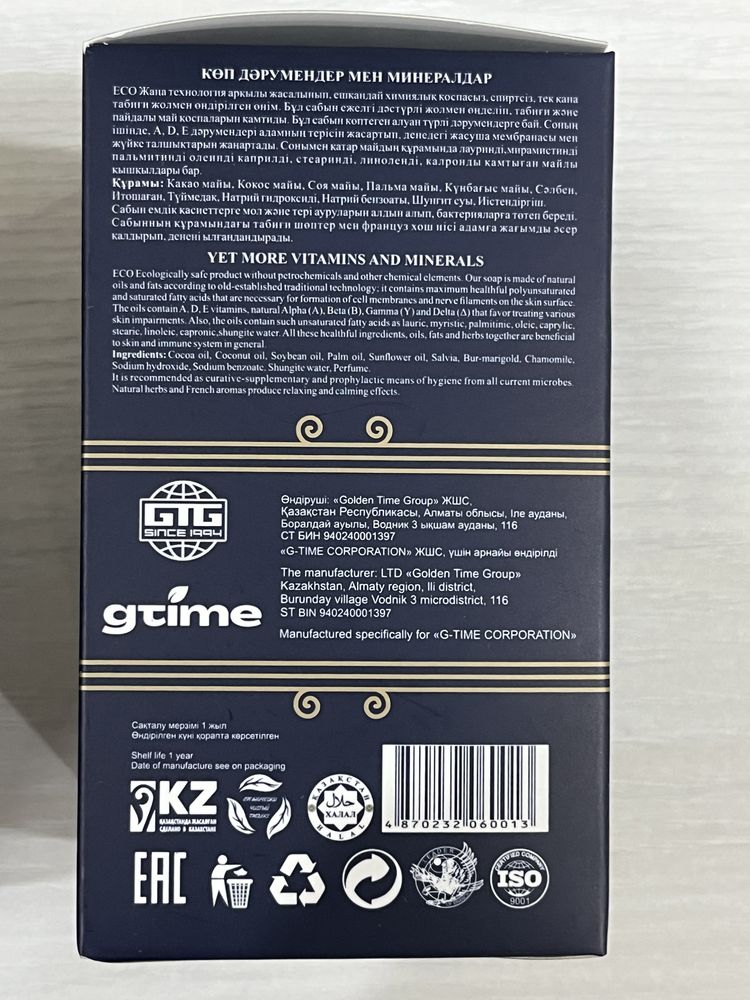 КӨП ДӘРУМЕНДЕР МЕН МИНЕРАЛДАР
ECO Жаңа технология арқылы жасалынып, ешқандай химиялық қоспасыз, спиртсіз, тек қана
табиғи жолмен өндірілген өнім. Бұл сабын ежелгі дәстүрлі жолмен өңделіп, табиғи және
пайдалы май қоспаларын қамтиды. Бұл сабын көптеген алуан түрлі дәрумендерге бай. Соның
ішінде, A, D, E дәрумендері адамның терісін жасартып, денедегі жасуша мембранасы мен
жүйке талшықтарын жаңартады. Сонымен қатар майдың құрамында лауринді,мирамистинді
пальмитинді олеинді каприлді, стеаринді, линоленді, калронды қамтыған майлы
қышқылдары бар.
Құрамы: Какао майы, Кокос майы, Соя майы, Пальма майы, Күнбағыс майы, Сәлбен,
Итошаған, Түймедақ, Натрий гидроксиді, Натрий бензоаты, Шунгит суы, Иістендіргіш.
Сабын емдік қасиеттерге мол және тері ауруларын алдын алып, бактерияларға төтеп береді.
Сабынның құрамындағы табиғи шөптер мен француз хош иісі адамға жағымды әсер
қалдырып, денені ылғандандырады.
YET MORE VITAMINS AND MINERALS
ECO Ecologically safe product without petrochemicals and other chemical elements. Our soap is made of natural
oils and fats according to old-established traditional technology; it contains maximum healthful polyunsaturated
and saturated fatty acids that are necessary for formation of cell membranes and nerve filaments on the skin surface.
The oils contain A, D, E vitamins, natural Alpha (A), Beta (B), Gamma (Y) and Delta (Δ) that favor treating various
skin impairments. Also, the oils contain such unsaturated fatty acids as lauric, myristic, palmitinic, oleic, caprylic,
stearic, linoleic, capronic,shungite water. All these healthful ingredients, oils, fats and herbs together are beneficial
to skin and immune system in general.
Ingredients: Cocoa oil, Coconut oil, Soybean oil, Palm oil, Sunflower oil, Salvia, Bur-marigold, Chamomile,
Sodium hydroxide, Sodium benzoate, Shungite water, Perfume.
It is recommended as curative-supplementary and prophylactic means of hygiene from all current microbes.
Natural herbs and French aromas produce relaxing and calming effects.
GTG
SINCE 1994
Өндіруші: «Golden Time Group» ЖШС,
Қазақстан Республикасы, Алматы облысы, Іле ауданы,
Боралдай ауылы, Водник 3 ықшам ауданы, 116
СТ БИН 940240001397
«G-TIME CORPORATION» ЖШС, үшін арнайы өндірілді
gtime
The manufacturer: LTD «Golden Time Group»
Kazakhstan, Almaty region, Ili district,
Burunday village Vodnik 3 microdistrict, 116
ST BIN 940240001397
Manufactured specifically for «G-TIME CORPORATION»
Сақталу мерзімі 1 жыл
Өндірілген күні қорапта көрсетілген
Shelf life 1 year
Date of manufacture see on packaging
KZ
ҚАЗАҚСТАНДА ЖАСАЛҒАН
СДЕЛАНО В КАЗАХСТАНЕ
ҚАЗАҚСТАН
حلال
ХАЛАЛ
HALAL
4 870232 060013
EAC
LEADER
CERTIFIED COMPANY
ISO
9001